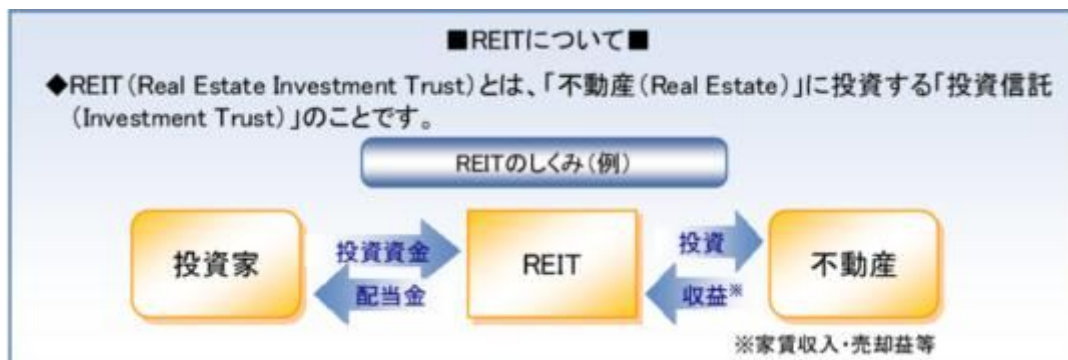 ■REITについて■
◆REIT(Real Estate Investment Trust)とは、「不動産(Real Estate)」に投資する「投資信託
(Investment Trust)」のことです。
REITのしくみ(例)
投資家
投資資金
配当金
REIT
投資
収益※
不動産
※家賃収入・売却益等